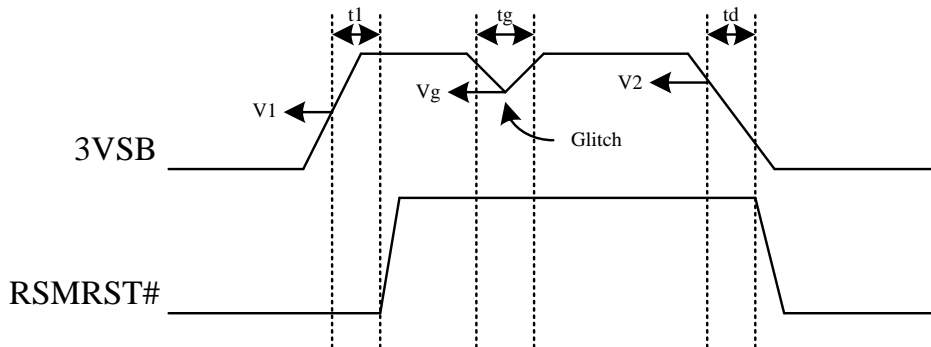 t1
tg
td
V1
Vg
V2
Glitch
3VSB
RSMRST#